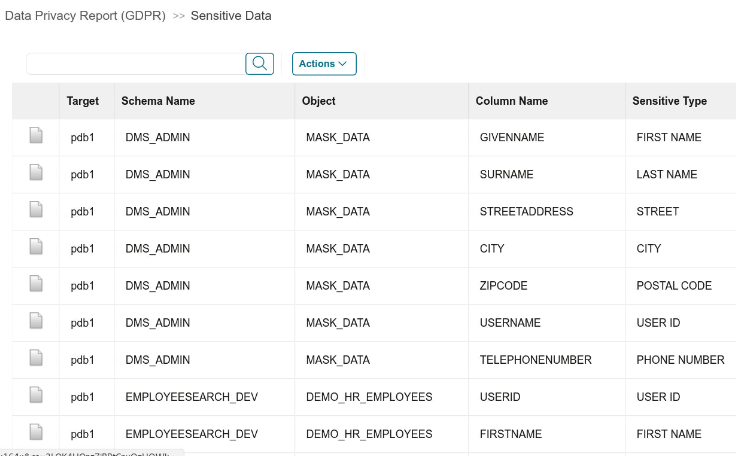 Data Privacy Report (GDPR) >> Sensitive Data
Actions
Target Schema Name Object Column Name Sensitive Type
pdb1 DMS_ADMIN MASK_DATA GIVENNAME FIRST NAME
pdb1 DMS_ADMIN MASK_DATA SURNAME LAST NAME
pdb1 DMS_ADMIN MASK_DATA STREETADDRESS STREET
pdb1 DMS_ADMIN MASK_DATA CITY CITY
pdb1 DMS_ADMIN MASK_DATA ZIPCODE POSTAL CODE
pdb1 DMS_ADMIN MASK_DATA USERNAME USER ID
pdb1 DMS_ADMIN MASK_DATA TELEPHONENUMBER PHONE NUMBER
pdb1 EMPLOYEESEARCH_DEV DEMO_HR_EMPLOYEES USERID USER ID
pdb1 EMPLOYEESEARCH_DEV DEMO_HR_EMPLOYEES FIRSTNAME FIRST NAME